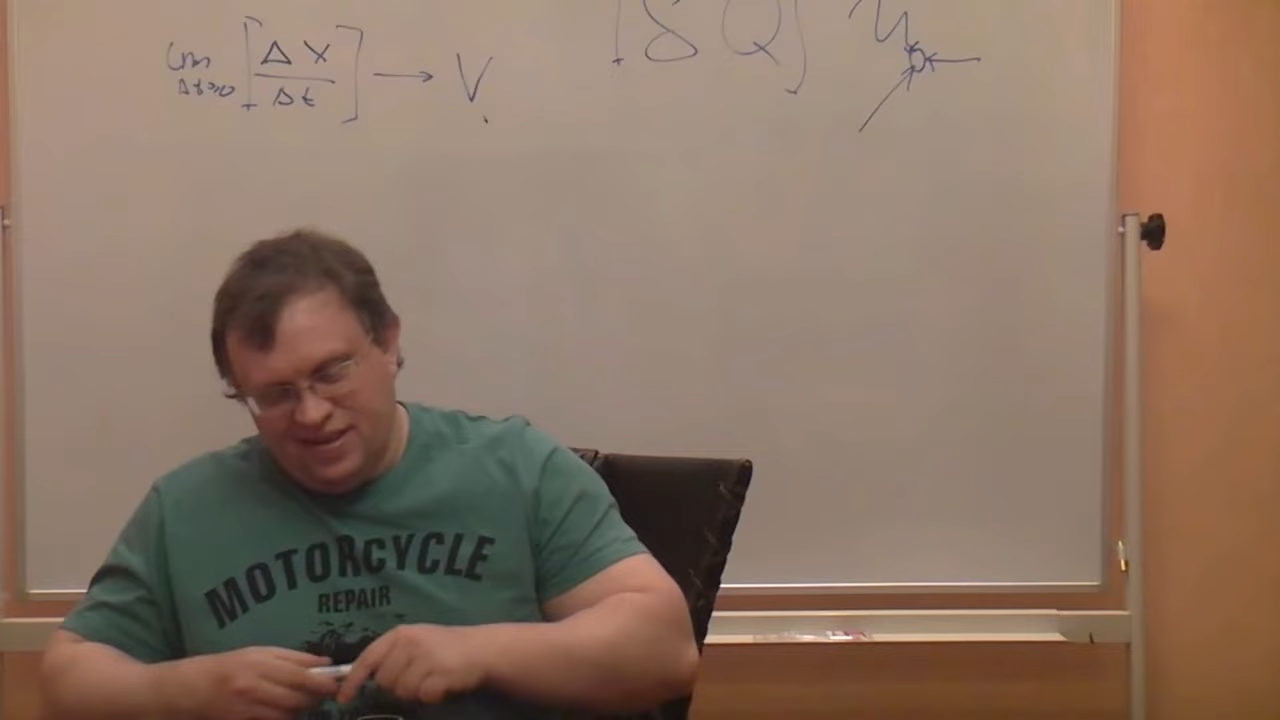 lim [ΔX/Δt] → V
Δt→0
[δQ]
MOTORCYCLE
REPAIR